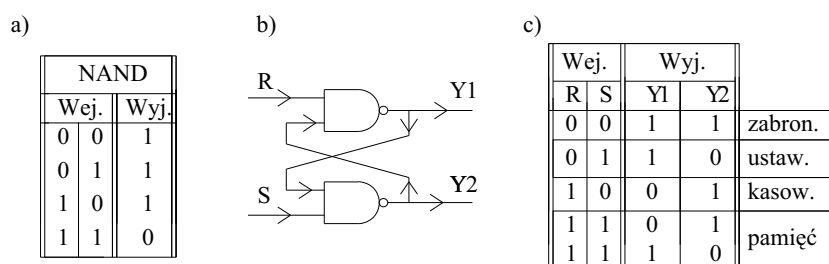 a)
NAND
Wej. Wyj.
0 0 1
0 1 1
1 0 1
1 1 0
b)
R
Y1
S
Y2
c)
Wej. Wyj.
R S Y1 Y2
0 0 1 1 zabron.
0 1 1 0 ustaw.
1 0 0 1 kasow.
1 1 0 1
pamięć
1 1 1 0